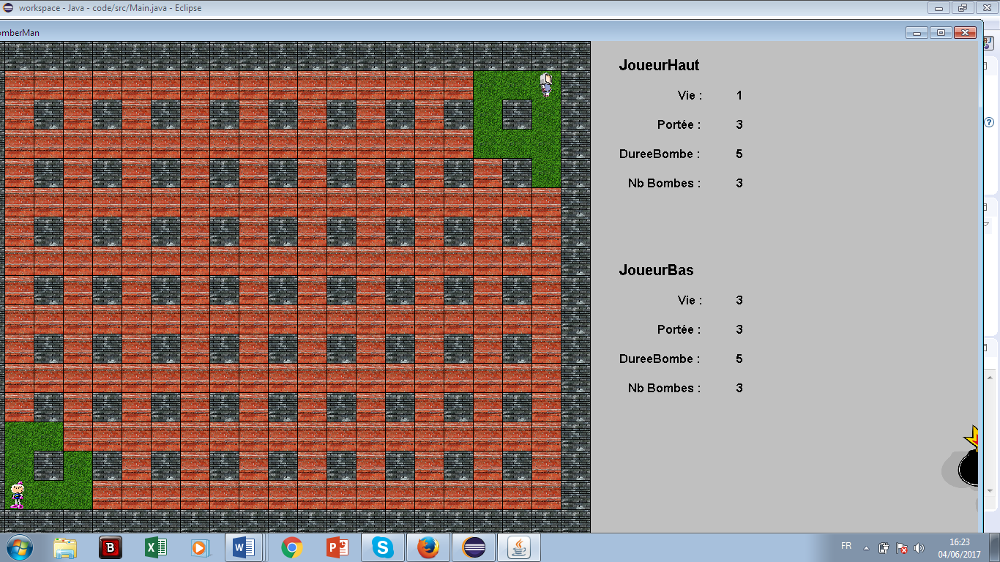 workspace - Java - code/src/Main.java - Eclipse
omberMan
JoueurHaut
Vie : 1
Portée : 3
DureeBombe : 5
Nb Bombes : 3
JoueurBas
Vie : 3
Portée : 3
DureeBombe : 5
Nb Bombes : 3
FR 16:23
04/06/2017